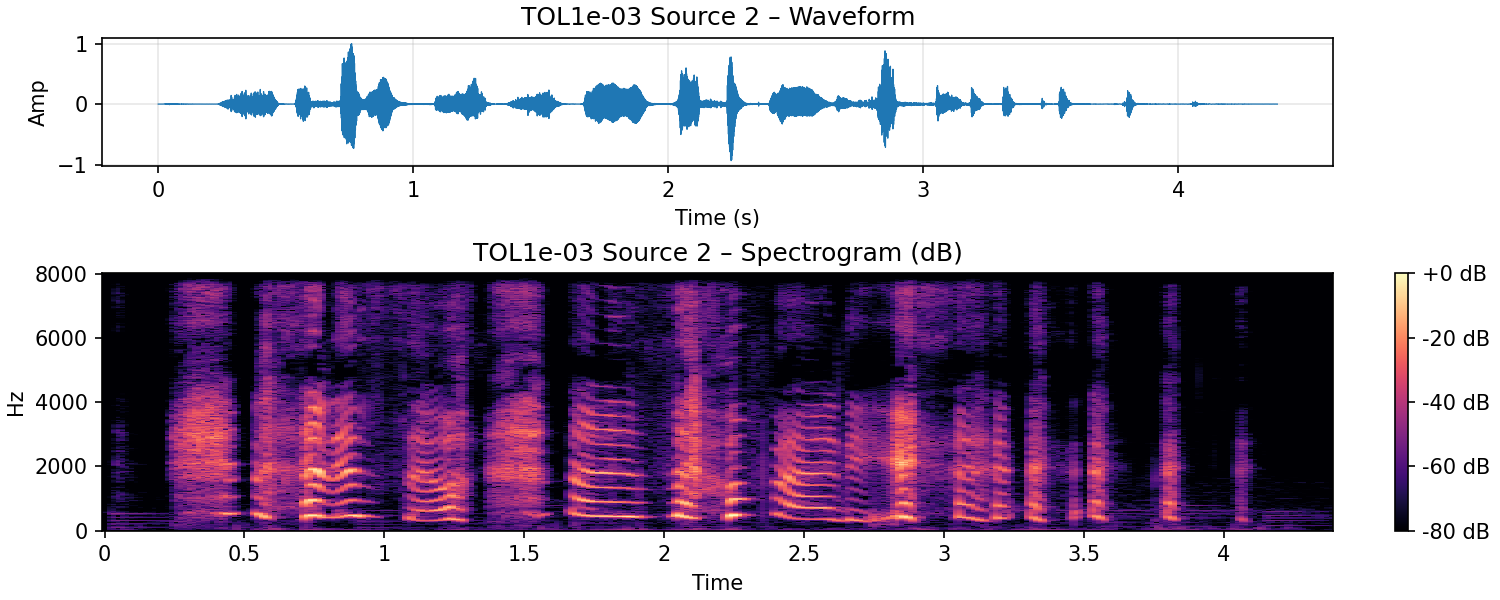 TOL1e-03 Source 2 – Waveform
1
0
−1
Amp
0 1 2 3 4
Time (s)
TOL1e-03 Source 2 – Spectrogram (dB)
8000
6000
4000
2000
0
Hz
0 0.5 1 1.5 2 2.5 3 3.5 4
Time
+0 dB
-20 dB
-40 dB
-60 dB
-80 dB